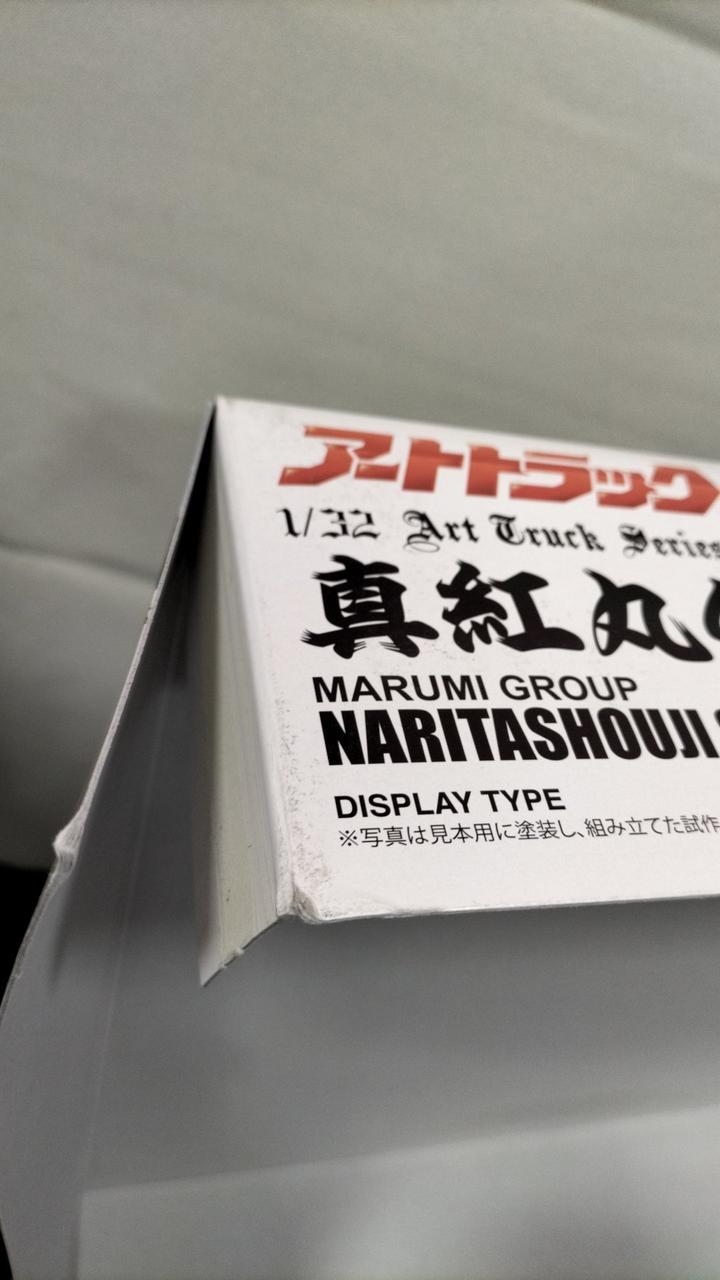 アートトラック
1/32 Art Truck Series
真紅丸
MARUMI GROUP
NARITASHOUJI
DISPLAY TYPE
※写真は見本用に塗装し、組み立てた試作